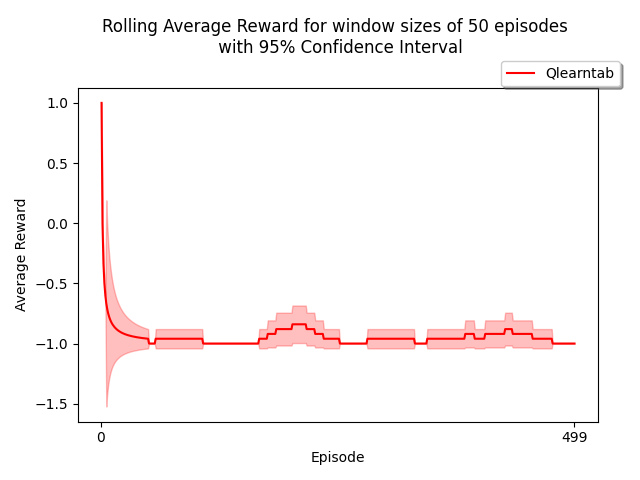 Rolling Average Reward for window sizes of 50 episodes
with 95% Confidence Interval
Qlearntab
1.0
0.5
0.0
−0.5
−1.0
−1.5
Average Reward
0
499
Episode